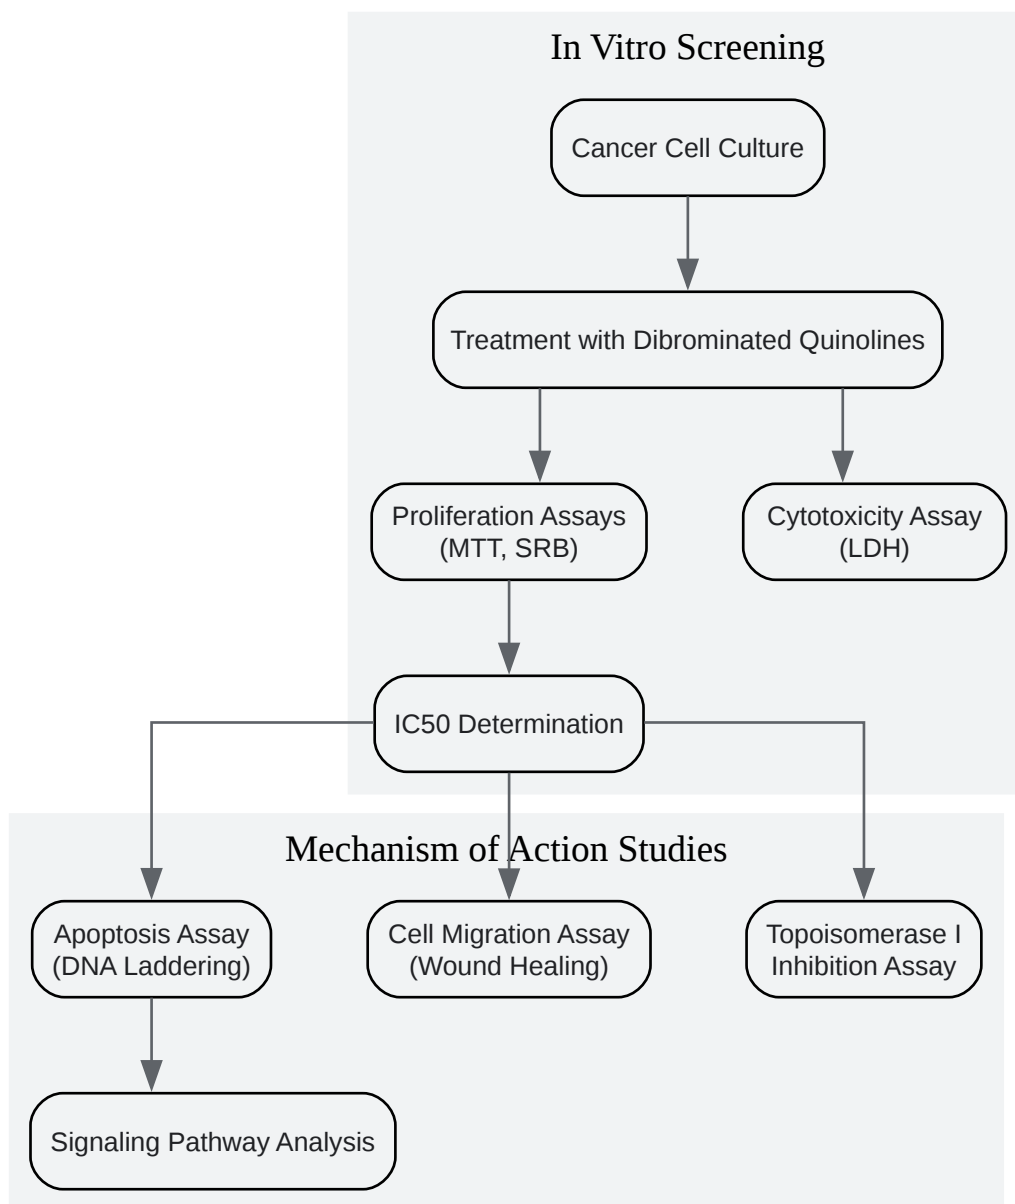 In Vitro Screening
Cancer Cell Culture
Treatment with Dibrominated Quinolines
Proliferation Assays
(MTT, SRB)
Cytotoxicity Assay
(LDH)
IC50 Determination
Mechanism of Action Studies
Apoptosis Assay
(DNA Laddering)
Cell Migration Assay
(Wound Healing)
Topoisomerase I
Inhibition Assay
Signaling Pathway Analysis